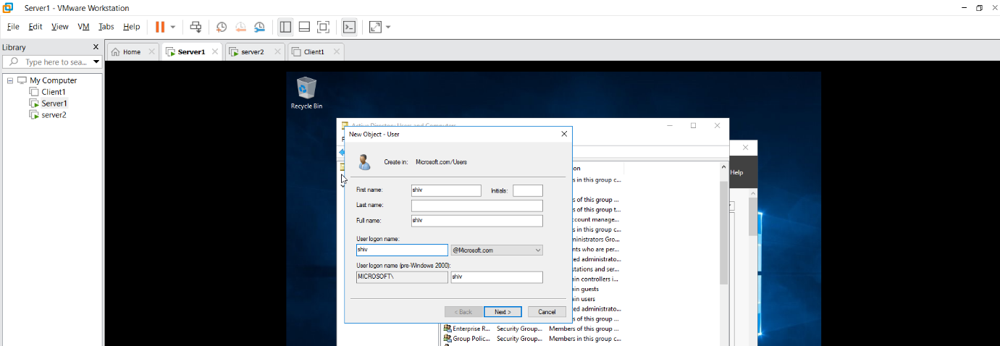 Server1 - VMware Workstation
File Edit View VM Tabs Help
Library
Type here to sea...
Home
Server1
server2
Client1
My Computer
Client1
Server1
server2
Recycle Bin
Active Directory Users and Computers
New Object - User
Create in: Microsoft.com/Users
First name: shiv Initials:
Last name:
Full name: shiv
User logon name:
shiv @Microsoft.com
User logon name (pre-Windows 2000):
MICROSOFT\ shiv
< Back Next > Cancel
Help
on
s in this group c...
s of this group ...
s of this group t...
ccount manage...
s in this group c...
ministrators Gro...
nts who are per...
ed administrato...
stations and ser...
in controllers i...
in guests
in users
ed administrato...
s of this group ...
Enterprise R... Security Group... Members of this group ...
Group Polic... Security Group... Members in this group c...